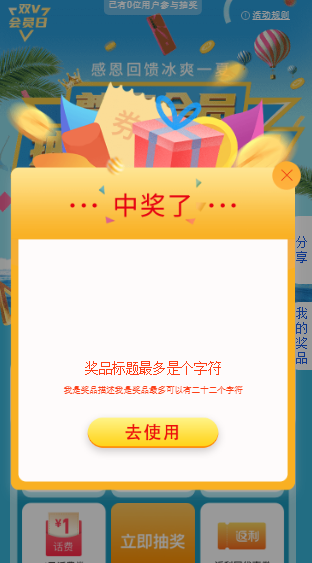 双V
会员日
已有0位用户参与抽奖
活动规则
感恩回馈冰爽一夏
会员
券
··· 中奖了 ···
分享
我的奖品
奖品标题最多是个字符
我是奖品描述我是奖品最多可以有二十二个字符
去使用
¥1
话费
立即抽奖